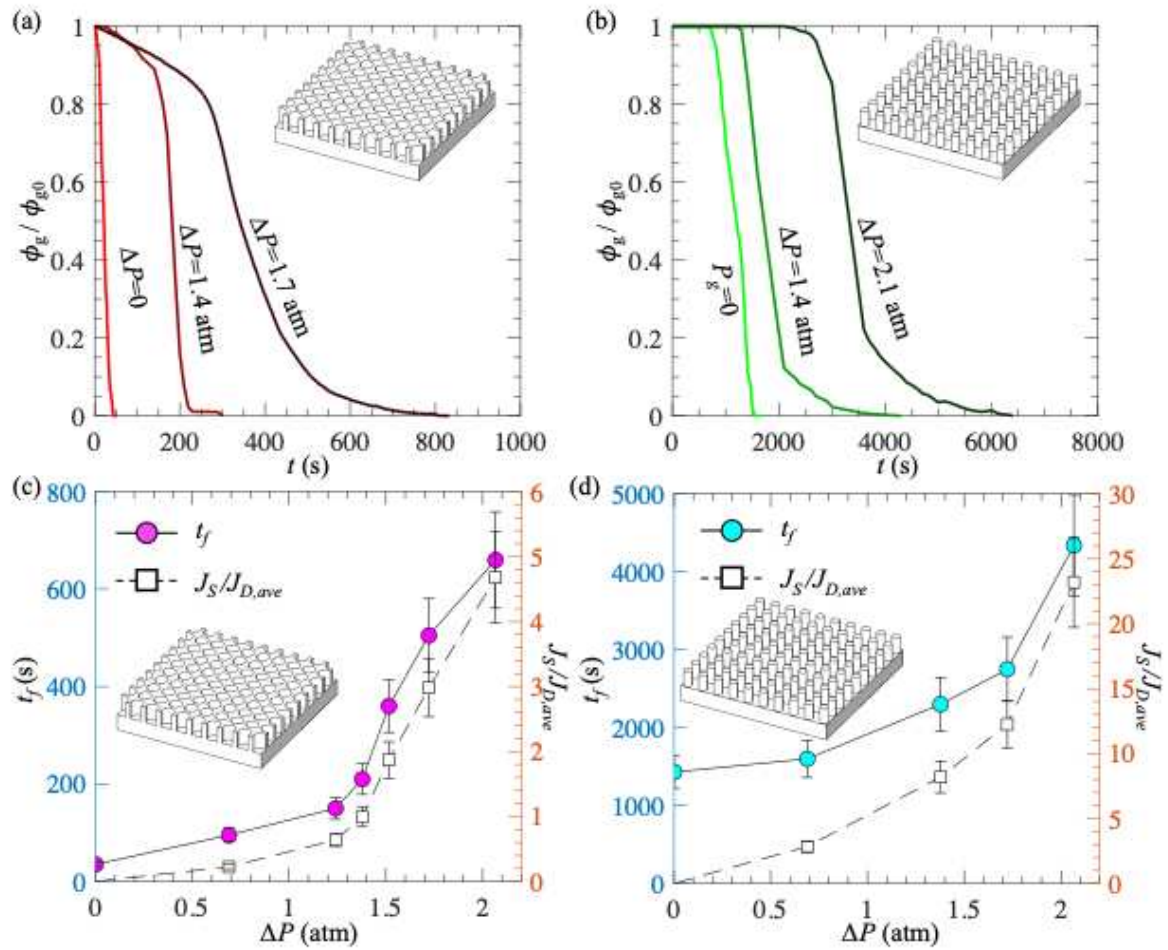 (a)
1
0.8
0.6
0.4
0.2
0
ϕg / ϕg0
ΔP=0
ΔP=1.4 atm
ΔP=1.7 atm
0 200 400 600 800 1000
t (s)
(b)
1
0.8
0.6
0.4
0.2
0
ϕg / ϕg0
Pg=0
ΔP=1.4 atm
ΔP=2.1 atm
0 2000 4000 6000 8000
t (s)
(c)
800
600
400
200
0
tf (s)
tf
JS/JD,ave
6
5
4
3
2
1
0
JS/JD,ave
0 0.5 1 1.5 2
ΔP (atm)
(d)
5000
4000
3000
2000
1000
0
tf (s)
tf
JS/JD,ave
30
25
20
15
10
5
0
JS/JD,ave
0 0.5 1 1.5 2
ΔP (atm)